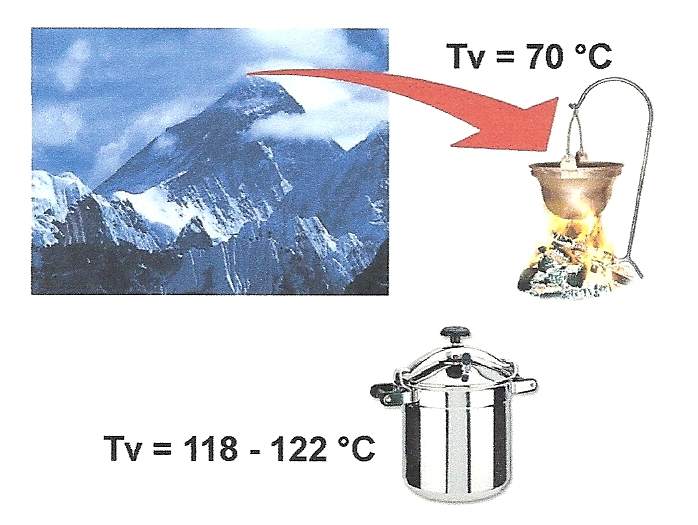 Tv = 70 °C
Tv = 118 - 122 °C